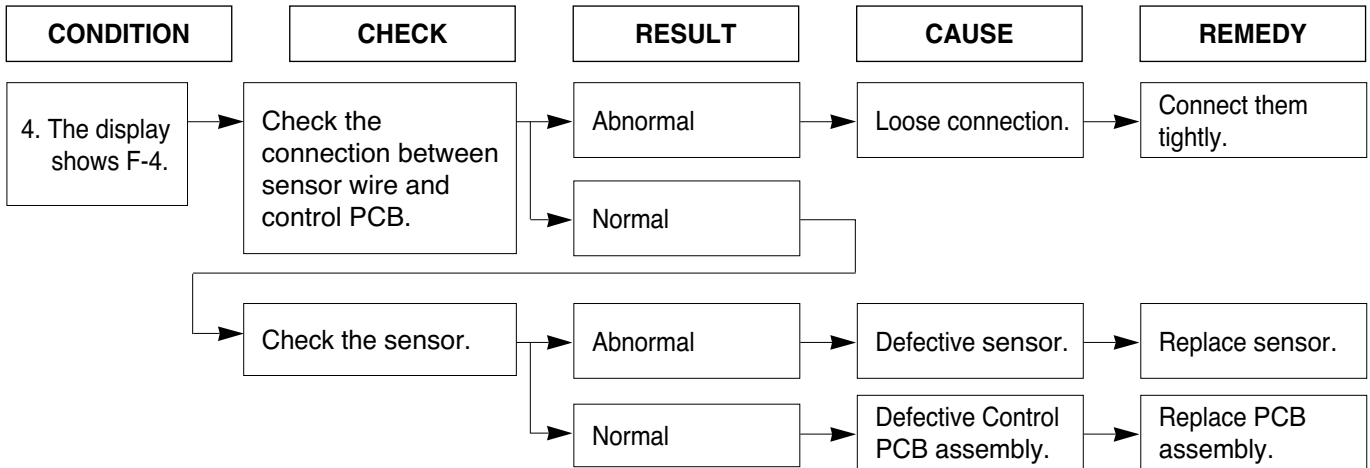 CONDITION
CHECK
RESULT
CAUSE
REMEDY
4. The display
shows F-4.
Check the
connection between
sensor wire and
control PCB.
Abnormal
Loose connection.
Connect them
tightly.
Normal
Check the sensor.
Abnormal
Defective sensor.
Replace sensor.
Normal
Defective Control
PCB assembly.
Replace PCB
assembly.